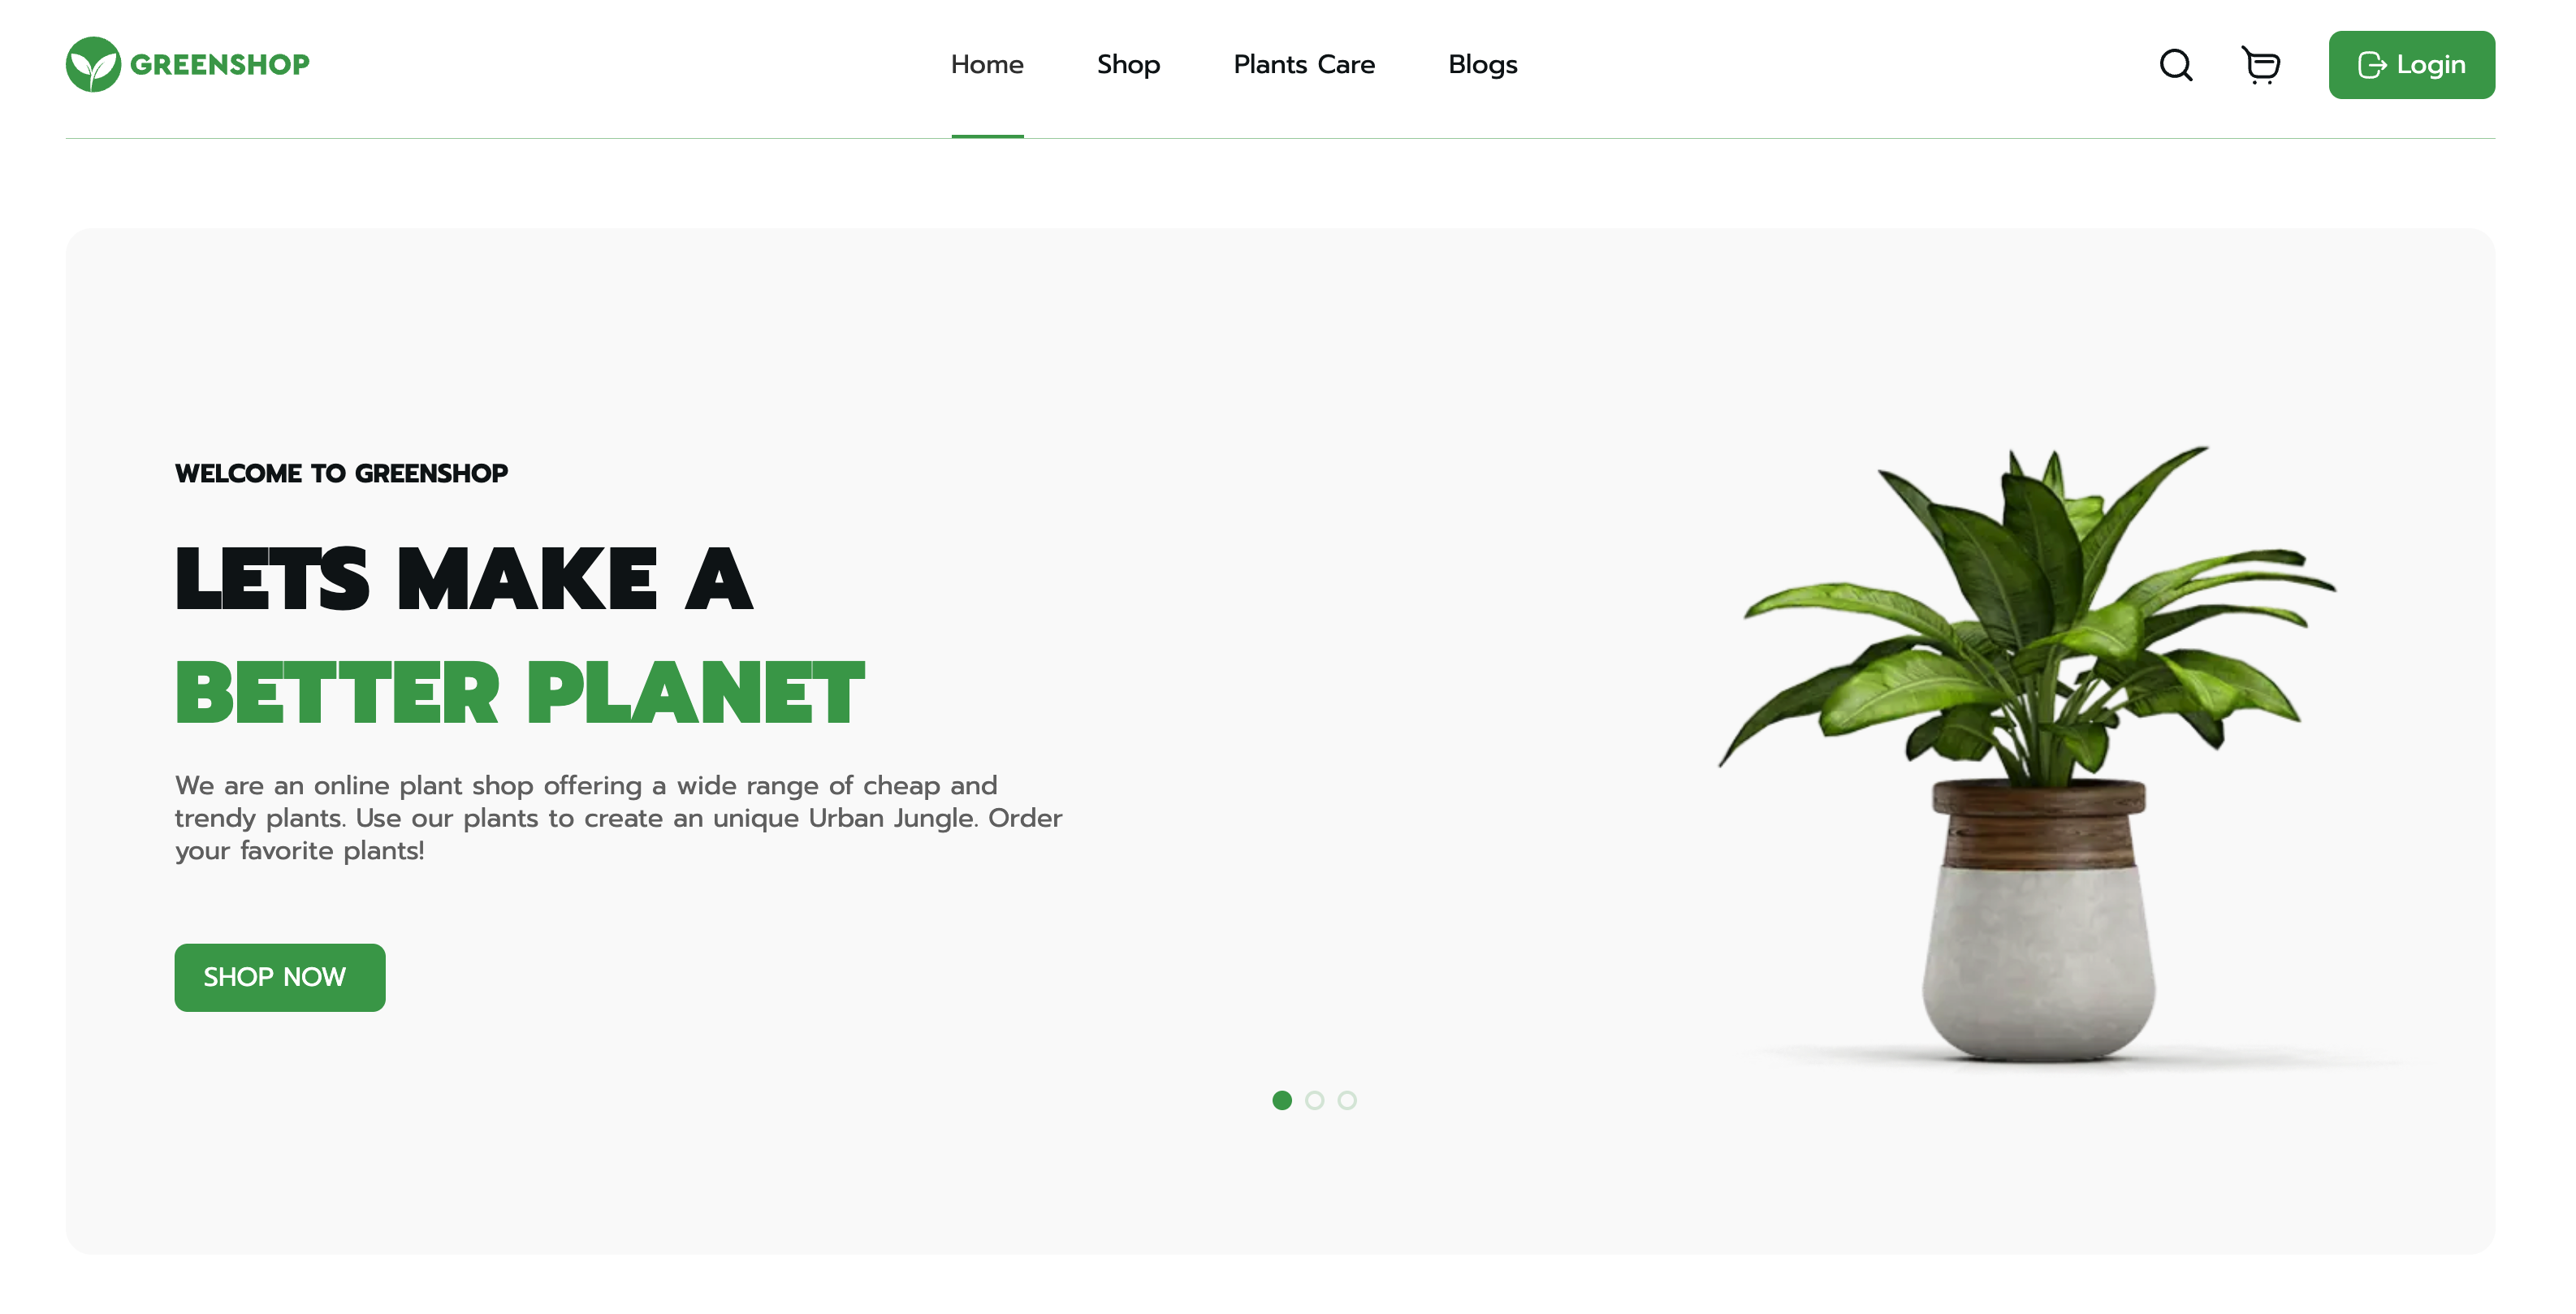 GREENSHOP
Home
Shop
Plants Care
Blogs
Login
WELCOME TO GREENSHOP
LETS MAKE A
BETTER PLANET
We are an online plant shop offering a wide range of cheap and
trendy plants. Use our plants to create an unique Urban Jungle. Order
your favorite plants!
SHOP NOW